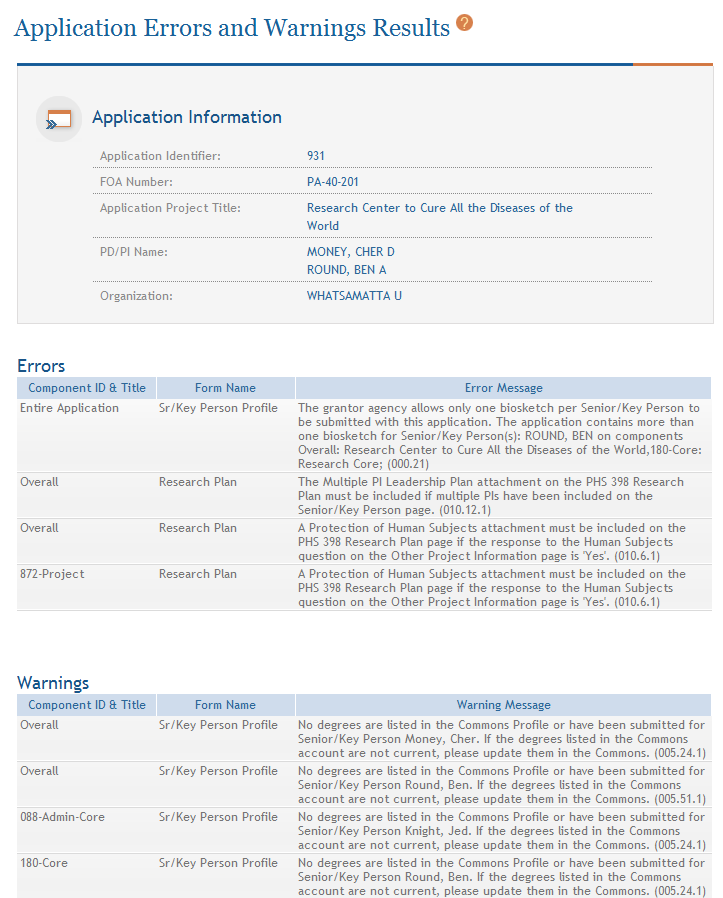 Application Errors and Warnings Results ?
Application Information
Application Identifier: 931
FOA Number: PA-40-201
Application Project Title: Research Center to Cure All the Diseases of the
World
PD/PI Name: MONEY, CHER D
ROUND, BEN A
Organization: WHATSAMATTA U
Errors
Component ID & Title Form Name Error Message
Entire Application Sr/Key Person Profile The grantor agency allows only one biosketch per Senior/Key Person to
be submitted with this application. The application contains more than
one biosketch for Senior/Key Person(s): ROUND, BEN on components
Overall: Research Center to Cure All the Diseases of the World,180-Core:
Research Core; (000.21)
Overall Research Plan The Multiple PI Leadership Plan attachment on the PHS 398 Research
Plan must be included if multiple PIs have been included on the
Senior/Key Person page. (010.12.1)
Overall Research Plan A Protection of Human Subjects attachment must be included on the
PHS 398 Research Plan page if the response to the Human Subjects
question on the Other Project Information page is 'Yes'. (010.6.1)
872-Project Research Plan A Protection of Human Subjects attachment must be included on the
PHS 398 Research Plan page if the response to the Human Subjects
question on the Other Project Information page is 'Yes'. (010.6.1)
Warnings
Component ID & Title Form Name Warning Message
Overall Sr/Key Person Profile No degrees are listed in the Commons Profile or have been submitted for
Senior/Key Person Money, Cher. If the degrees listed in the Commons
account are not current, please update them in the Commons. (005.24.1)
Overall Sr/Key Person Profile No degrees are listed in the Commons Profile or have been submitted for
Senior/Key Person Round, Ben. If the degrees listed in the Commons
account are not current, please update them in the Commons. (005.51.1)
088-Admin-Core Sr/Key Person Profile No degrees are listed in the Commons Profile or have been submitted for
Senior/Key Person Knight, Jed. If the degrees listed in the Commons
account are not current, please update them in the Commons. (005.24.1)
180-Core Sr/Key Person Profile No degrees are listed in the Commons Profile or have been submitted for
Senior/Key Person Round, Ben. If the degrees listed in the Commons
account are not current, please update them in the Commons. (005.24.1)